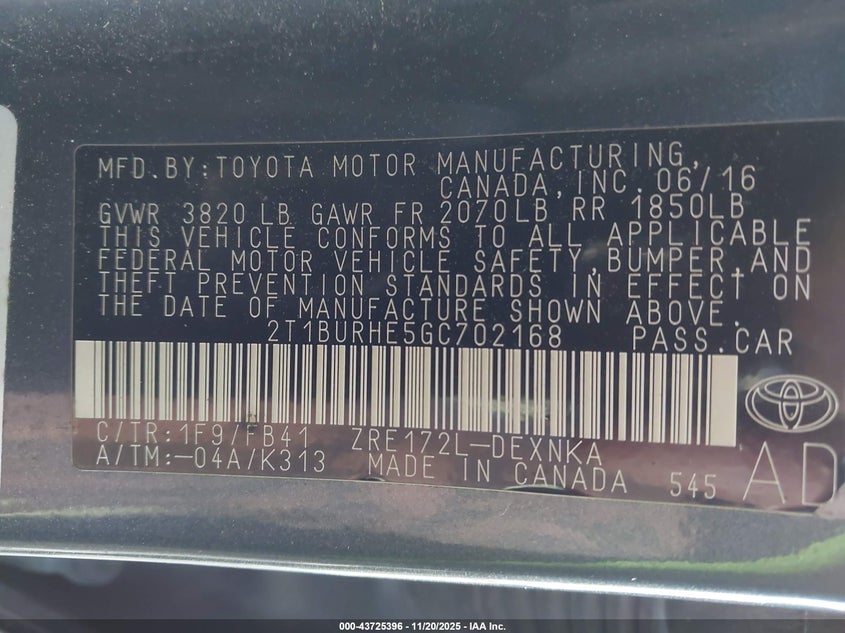 MFD.BY:TOYOTA MOTOR MANUFACTURING,
CANADA,INC.06/16
GVWR 3820 LB GAWR FR 2070LB RR 1850LB
THIS VEHICLE CONFORMS TO ALL APPLICABLE
FEDERAL MOTOR VEHICLE SAFETY,BUMPER,AND
THEFT PREVENTION STANDARDS IN EFFECT ON
THE DATE OF MANUFACTURE SHOWN ABOVE.
2T1BURHE5GC702168 PASS.CAR
C/TR:1F9/FB41 ZRE172L-DEXNKA
A/TM:-04A/K313 MADE IN CANADA 545
AD
000-43725396 - 11/20/2025 - IAA Inc.